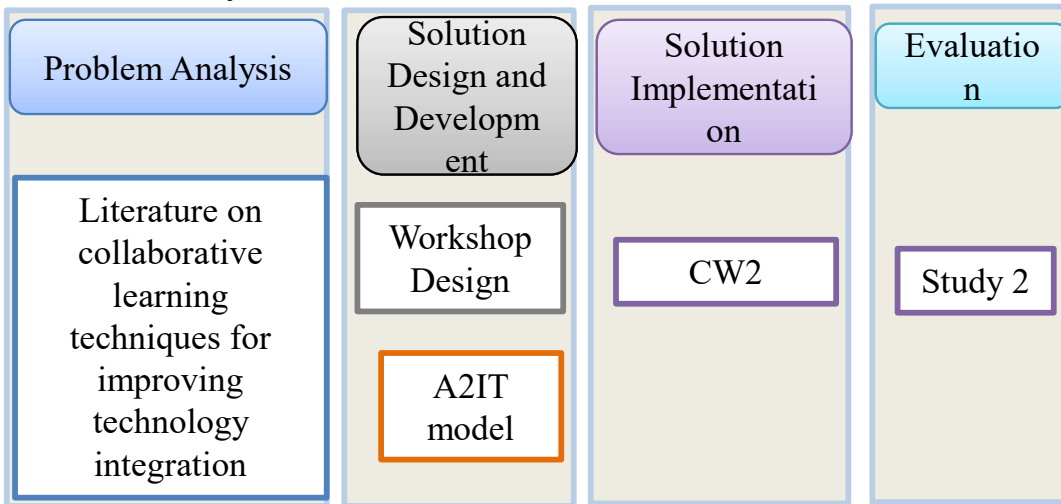 Problem Analysis
Literature on
collaborative
learning
techniques for
improving
technology
integration
Solution
Design and
Developm
ent
Workshop
Design
A2IT
model
Solution
Implementati
on
CW2
Evaluatio
n
Study 2